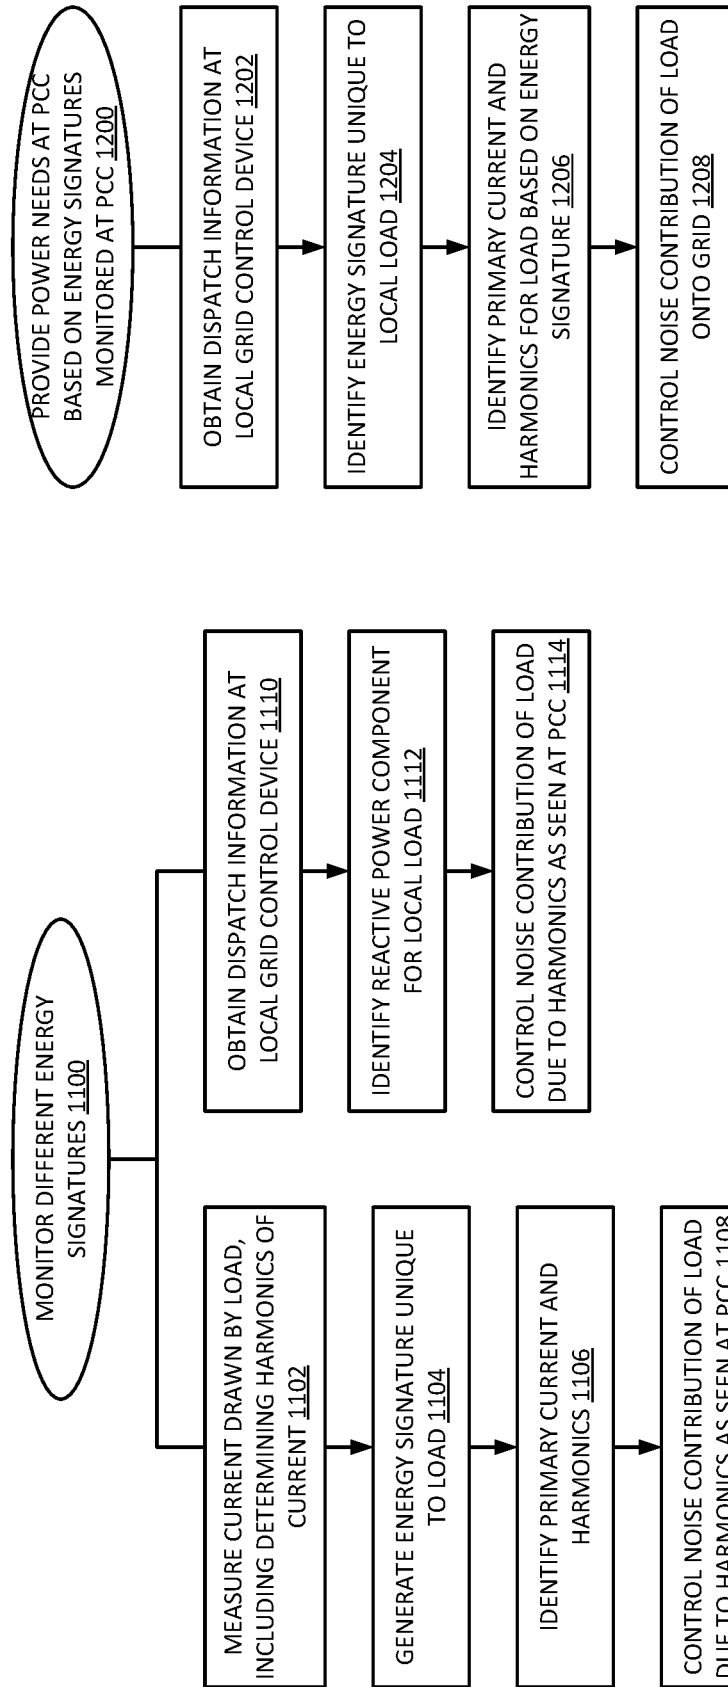 MONITOR DIFFERENT ENERGY
SIGNATURES 1100
MEASURE CURRENT DRAWN BY LOAD,
INCLUDING DETERMINING HARMONICS OF
CURRENT 1102
GENERATE ENERGY SIGNATURE UNIQUE
TO LOAD 1104
IDENTIFY PRIMARY CURRENT AND
HARMONICS 1106
CONTROL NOISE CONTRIBUTION OF LOAD
DUE TO HARMONICS AS SEEN AT PCC 1108
OBTAIN DISPATCH INFORMATION AT
LOCAL GRID CONTROL DEVICE 1110
IDENTIFY REACTIVE POWER COMPONENT
FOR LOCAL LOAD 1112
CONTROL NOISE CONTRIBUTION OF LOAD
DUE TO HARMONICS AS SEEN AT PCC 1114
PROVIDE POWER NEEDS AT PCC
BASED ON ENERGY SIGNATURES
MONITORED AT PCC 1200
OBTAIN DISPATCH INFORMATION AT
LOCAL GRID CONTROL DEVICE 1202
IDENTIFY ENERGY SIGNATURE UNIQUE TO
LOCAL LOAD 1204
IDENTIFY PRIMARY CURRENT AND
HARMONICS FOR LOAD BASED ON ENERGY
SIGNATURE 1206
CONTROL NOISE CONTRIBUTION OF LOAD
ONTO GRID 1208